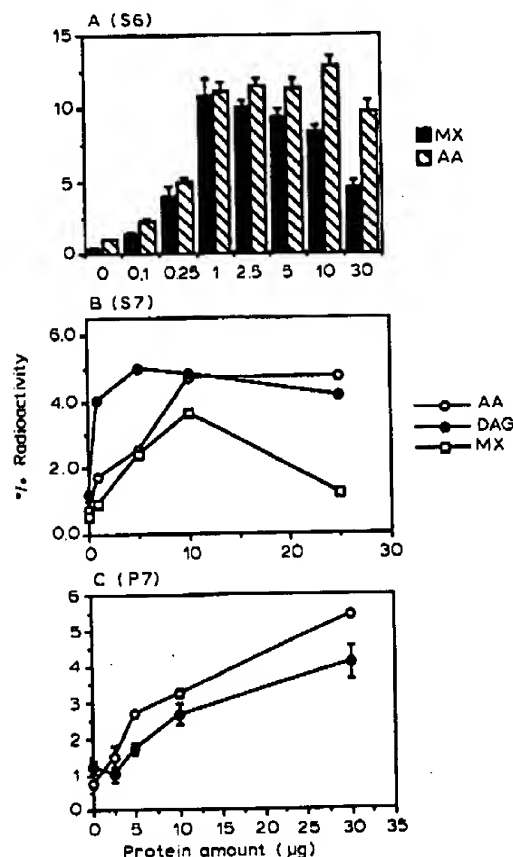 A (S6)
15
10
5
0
0 0.1 0.25 1 2.5 5 10 30
MX
AA
B (S7)
6.0
4.0
2.0
0.0
0 10 20 30
AA
DAG
MX
% Radioactivity
C (P7)
6
5
4
3
2
1
0
0 5 10 15 20 25 30 35
Protein amount (µg)